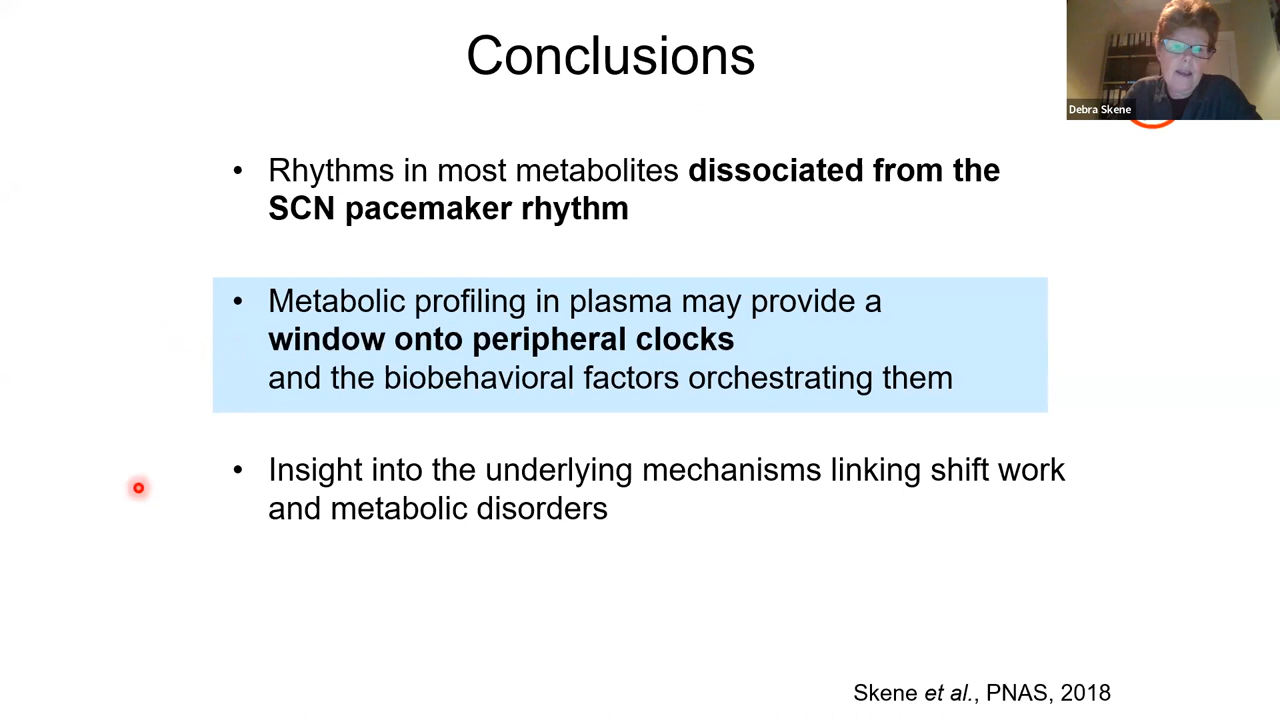 Conclusions
Debra Skene
• Rhythms in most metabolites dissociated from the
SCN pacemaker rhythm
• Metabolic profiling in plasma may provide a
window onto peripheral clocks
and the biobehavioral factors orchestrating them
• Insight into the underlying mechanisms linking shift work
and metabolic disorders
Skene et al., PNAS, 2018